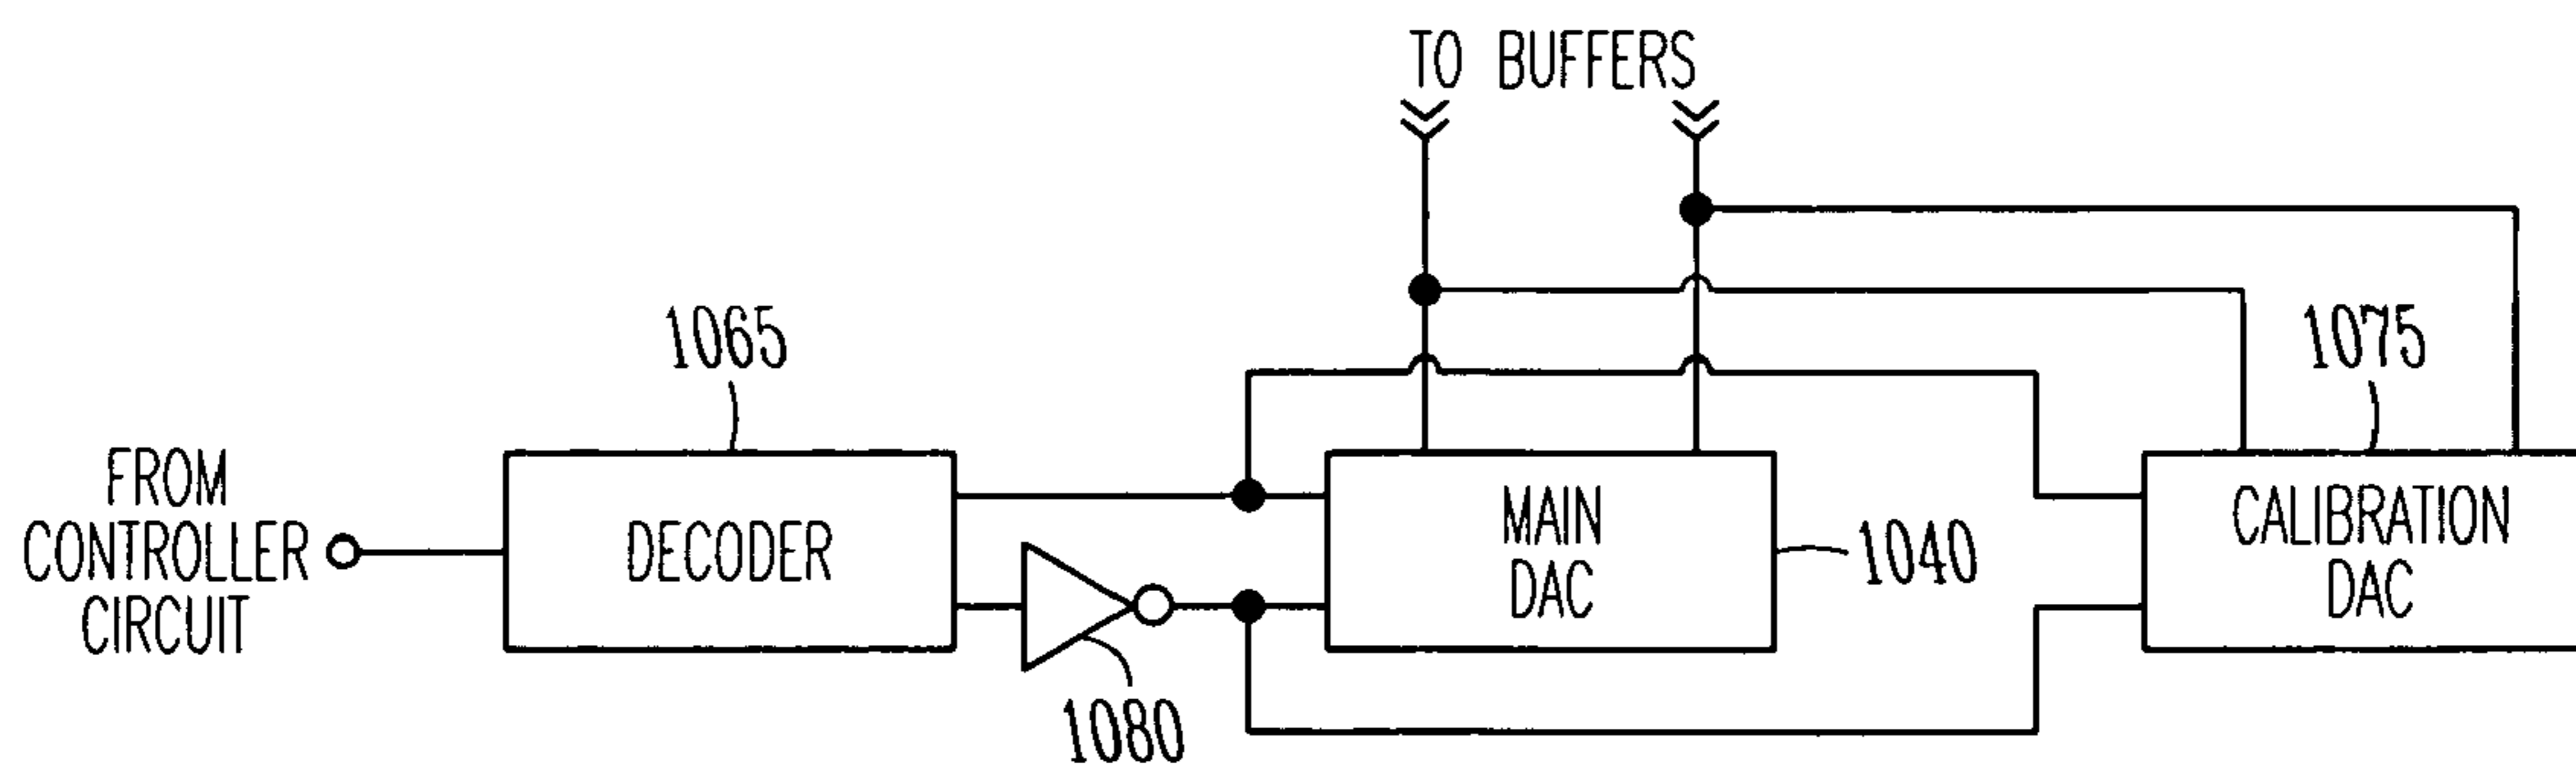 TO BUFFERS
1065
1075
FROM
CONTROLLER
CIRCUIT
DECODER
MAIN
DAC
1040
CALIBRATION
DAC
1080